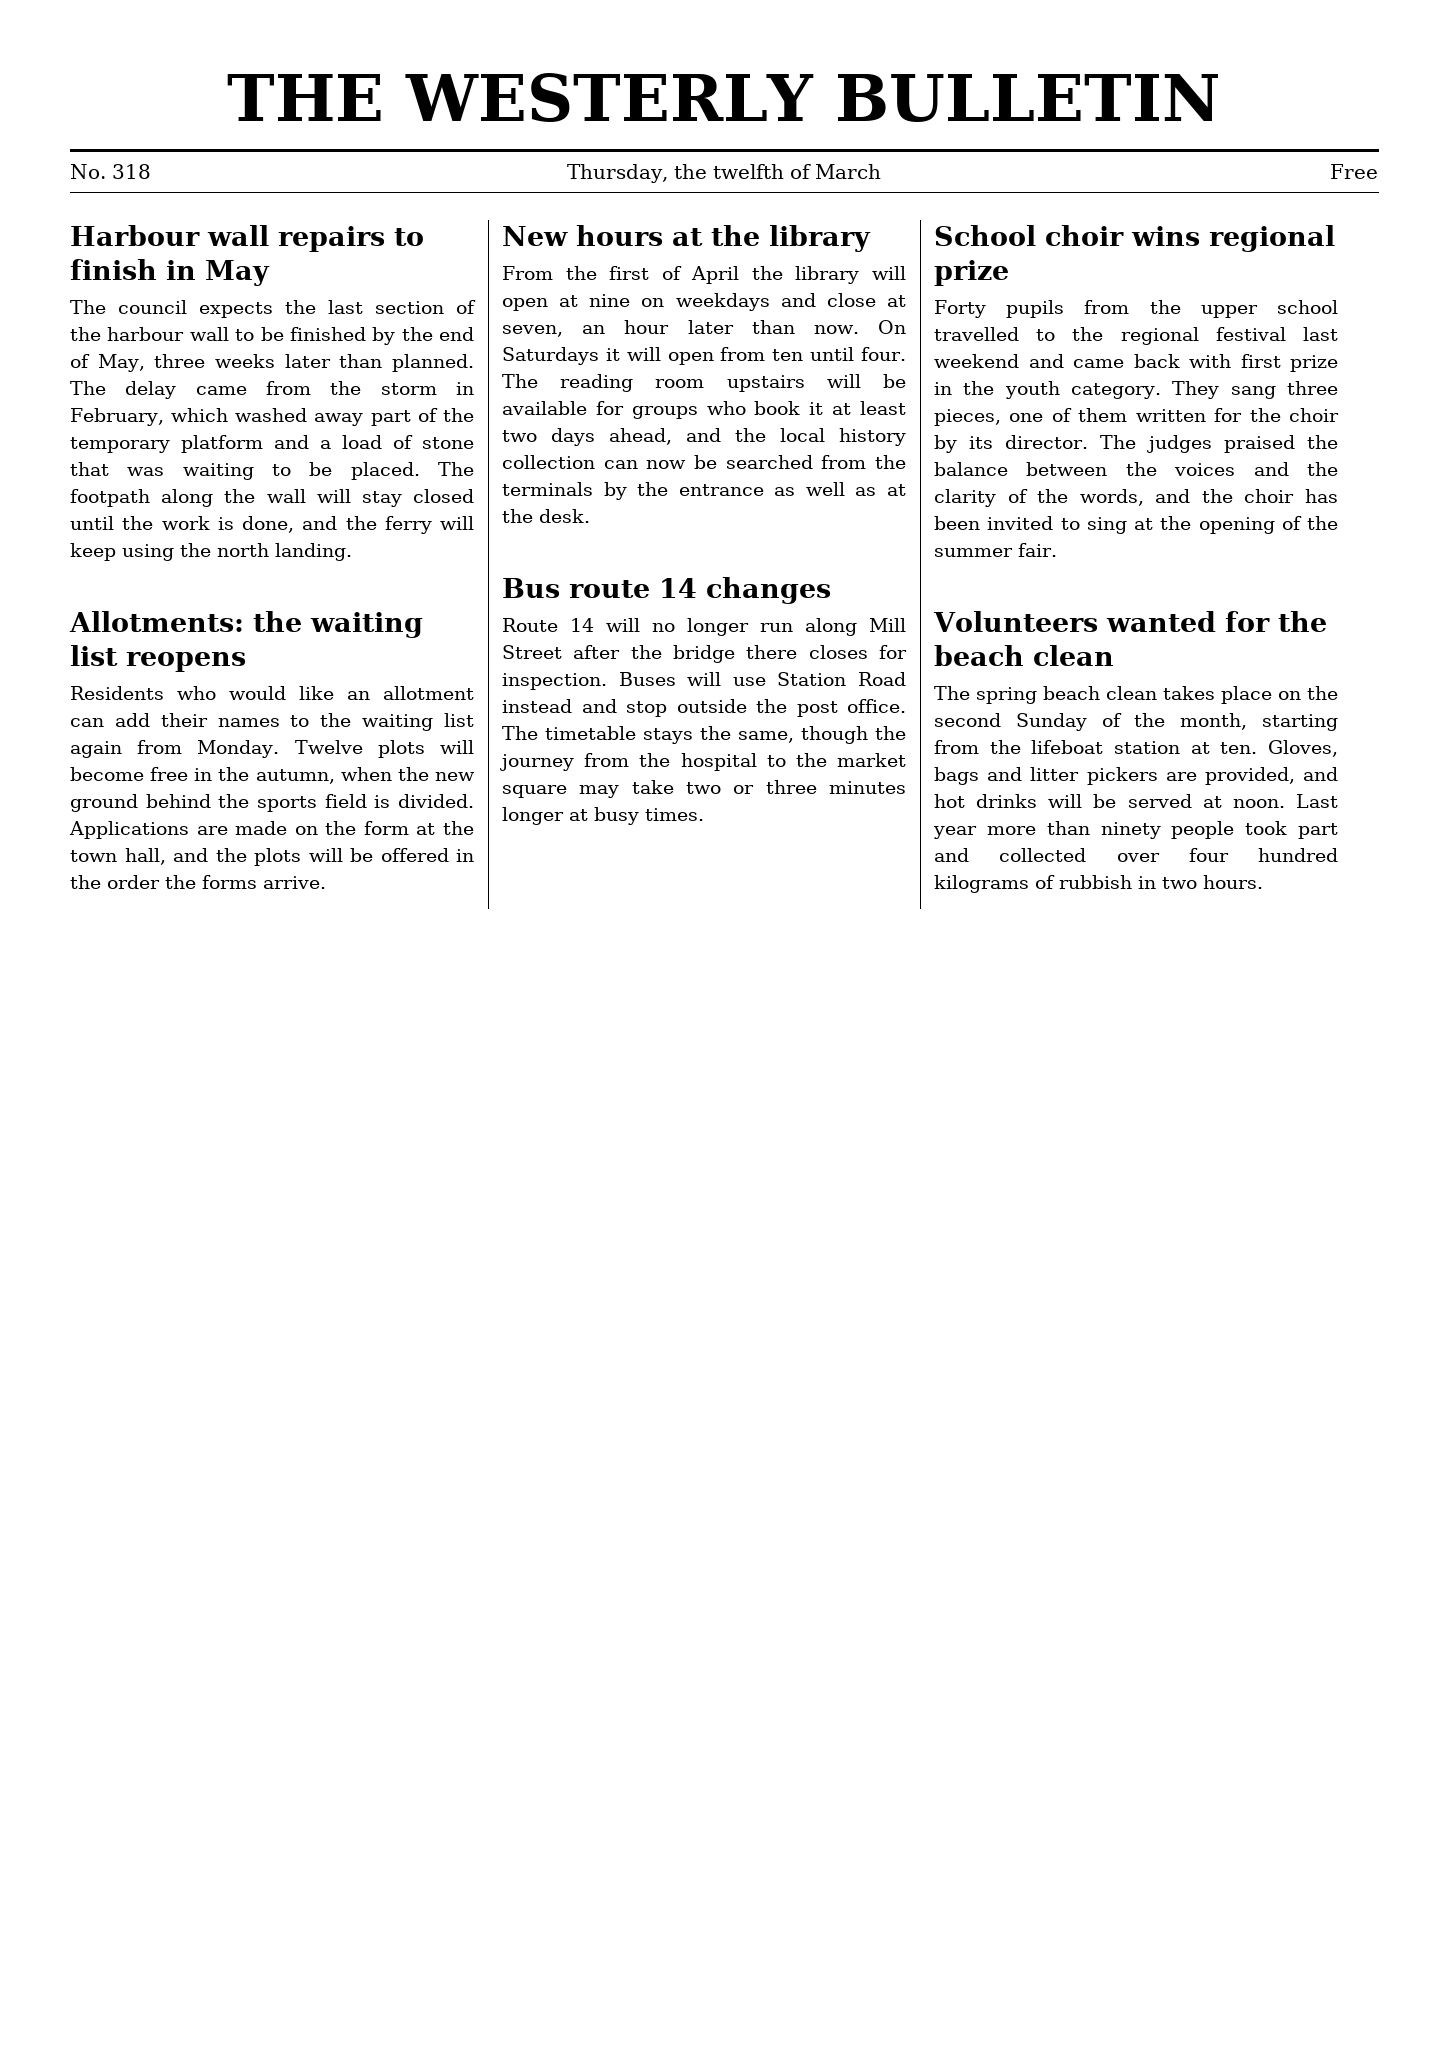 THE WESTERLY BULLETIN
No. 318 Thursday, the twelfth of March Free
Harbour wall repairs to
finish in May
The council expects the last section of
the harbour wall to be finished by the end
of May, three weeks later than planned.
The delay came from the storm in
February, which washed away part of the
temporary platform and a load of stone
that was waiting to be placed. The
footpath along the wall will stay closed
until the work is done, and the ferry will
keep using the north landing.
Allotments: the waiting
list reopens
Residents who would like an allotment
can add their names to the waiting list
again from Monday. Twelve plots will
become free in the autumn, when the new
ground behind the sports field is divided.
Applications are made on the form at the
town hall, and the plots will be offered in
the order the forms arrive.
New hours at the library
From the first of April the library will
open at nine on weekdays and close at
seven, an hour later than now. On
Saturdays it will open from ten until four.
The reading room upstairs will be
available for groups who book it at least
two days ahead, and the local history
collection can now be searched from the
terminals by the entrance as well as at
the desk.
Bus route 14 changes
Route 14 will no longer run along Mill
Street after the bridge there closes for
inspection. Buses will use Station Road
instead and stop outside the post office.
The timetable stays the same, though the
journey from the hospital to the market
square may take two or three minutes
longer at busy times.
School choir wins regional
prize
Forty pupils from the upper school
travelled to the regional festival last
weekend and came back with first prize
in the youth category. They sang three
pieces, one of them written for the choir
by its director. The judges praised the
balance between the voices and the
clarity of the words, and the choir has
been invited to sing at the opening of the
summer fair.
Volunteers wanted for the
beach clean
The spring beach clean takes place on the
second Sunday of the month, starting
from the lifeboat station at ten. Gloves,
bags and litter pickers are provided, and
hot drinks will be served at noon. Last
year more than ninety people took part
and collected over four hundred
kilograms of rubbish in two hours.